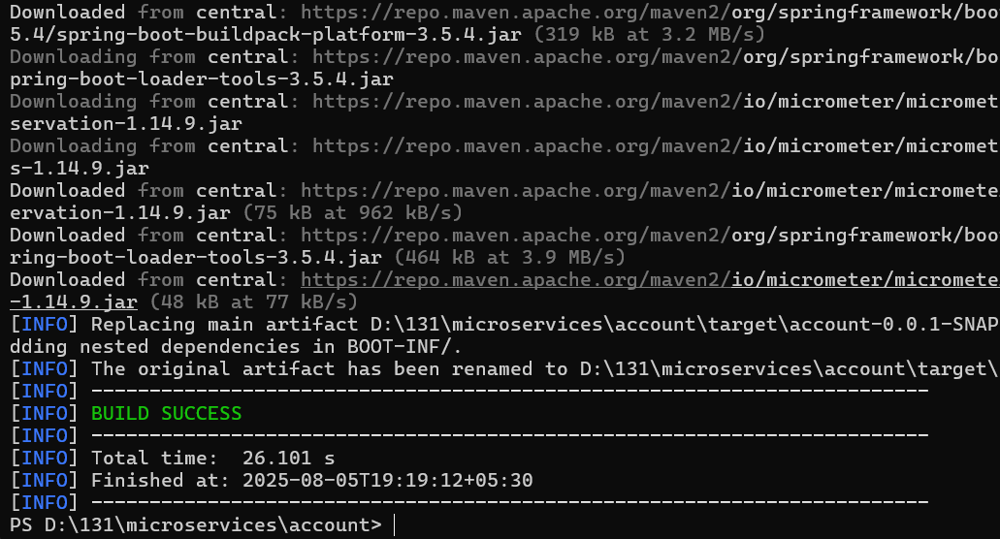 Downloaded from central: https://repo.maven.apache.org/maven2/org/springframework/boo
5.4/spring-boot-buildpack-platform-3.5.4.jar (319 kB at 3.2 MB/s)
Downloading from central: https://repo.maven.apache.org/maven2/org/springframework/bo
pring-boot-loader-tools-3.5.4.jar
Downloading from central: https://repo.maven.apache.org/maven2/io/micrometer/micromet
servation-1.14.9.jar
Downloading from central: https://repo.maven.apache.org/maven2/io/micrometer/micromet
s-1.14.9.jar
Downloaded from central: https://repo.maven.apache.org/maven2/io/micrometer/micromete
ervation-1.14.9.jar (75 kB at 962 kB/s)
Downloaded from central: https://repo.maven.apache.org/maven2/org/springframework/boo
ring-boot-loader-tools-3.5.4.jar (464 kB at 3.9 MB/s)
Downloaded from central: https://repo.maven.apache.org/maven2/io/micrometer/micromete
-1.14.9.jar (48 kB at 77 kB/s)
[INFO] Replacing main artifact D:\131\microservices\account\target\account-0.0.1-SNAP
dding nested dependencies in BOOT-INF/.
[INFO] The original artifact has been renamed to D:\131\microservices\account\target\
[INFO] ------------------------------------------------------------------------
[INFO] BUILD SUCCESS
[INFO] ------------------------------------------------------------------------
[INFO] Total time:  26.101 s
[INFO] Finished at: 2025-08-05T19:19:12+05:30
[INFO] ------------------------------------------------------------------------
PS D:\131\microservices\account>